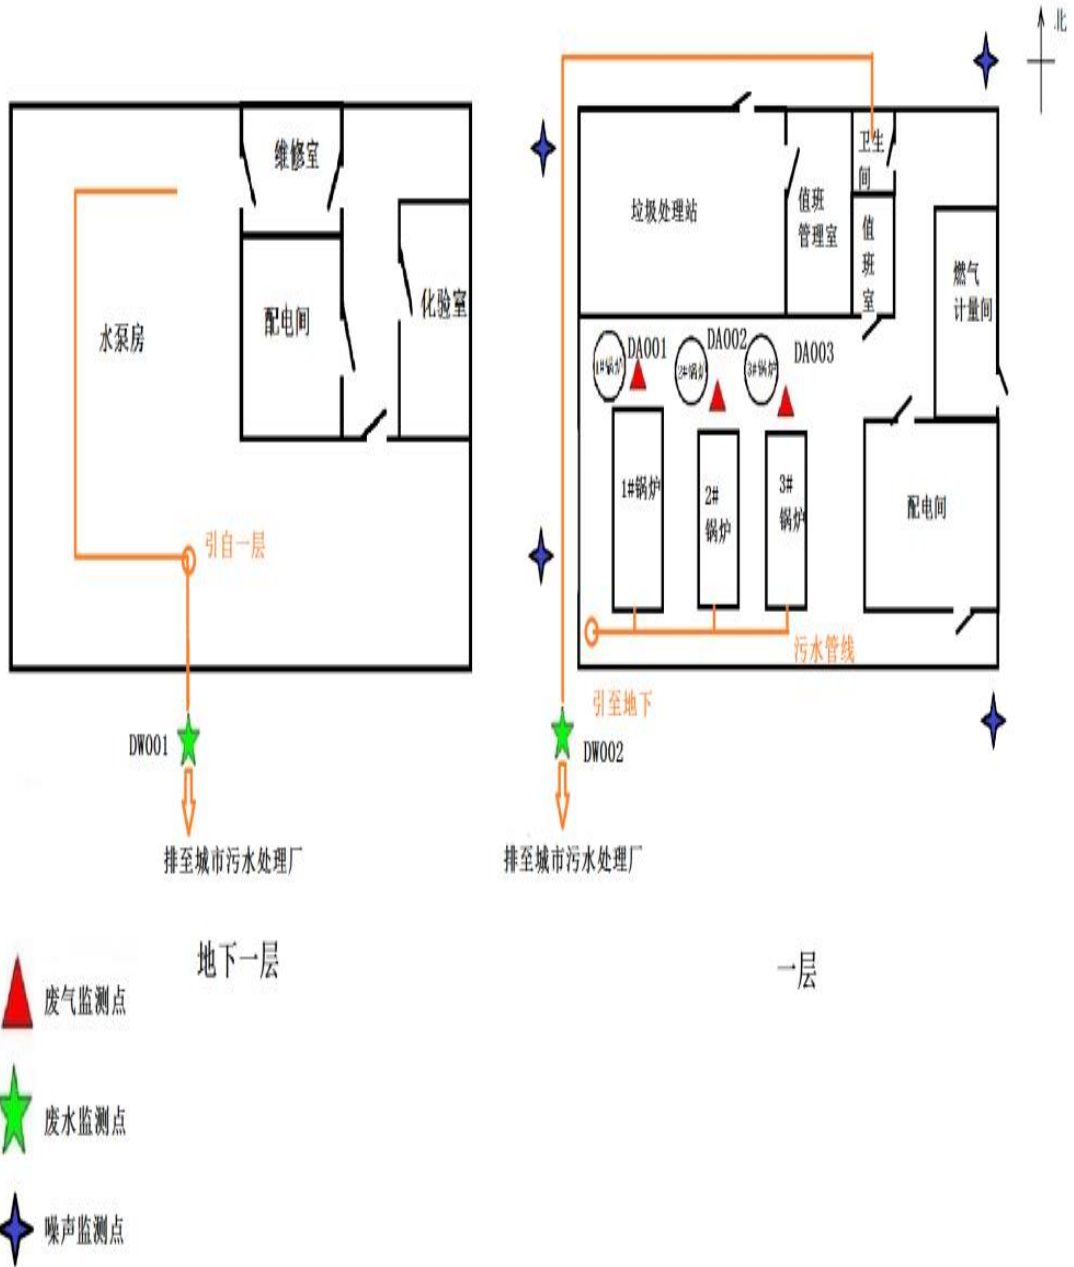 北
维修室
水泵房
配电间
化验室
引自一层
DW001
排至城市污水处理厂
地下一层
垃圾处理站
值班
管理室
卫生
间
值
班
室
燃气
计量间
DA001
DA002
DA003
1#锅炉
2#锅炉
3#锅炉
1#锅炉
2#
锅炉
3#
锅炉
配电间
污水管线
引至地下
DW002
排至城市污水处理厂
一层
废气监测点
废水监测点
噪声监测点